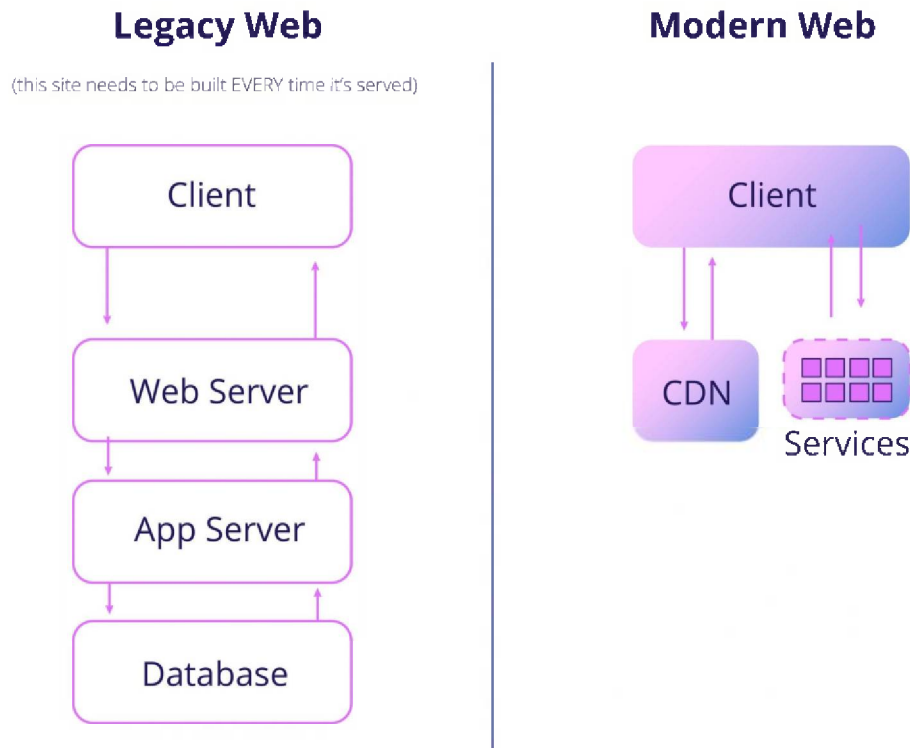 Legacy Web
(this site needs to be built EVERY time it's served)
Client
Web Server
App Server
Database
Modern Web
Client
CDN
Services